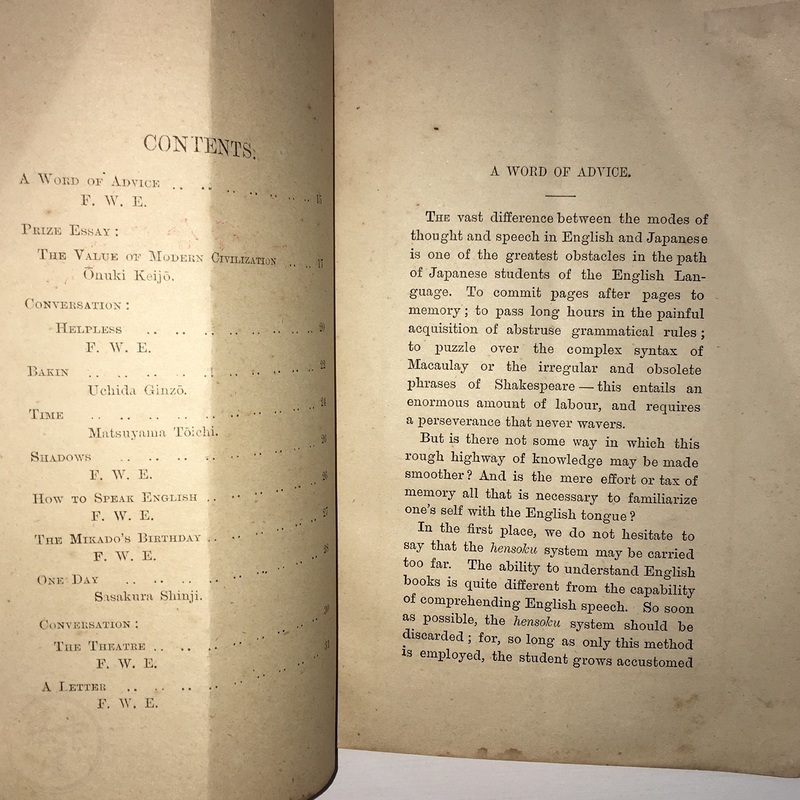 CONTENTS.
A WORD OF ADVICE .. .. .. .. .. ..
F. W. E.
PRIZE ESSAY:
THE VALUE OF MODERN CIVILIZATION .. .. 17
Ōnuki Keijō.
CONVERSATION:
HELPLESS .. .. .. .. .. .. .. 20
F. W. E.
BAKIN .. .. .. .. .. .. .. .. 22
Uchida Ginzō.
TIME .. .. .. .. .. .. .. .. 24
Matsuyama Tōichi.
SHADOWS .. .. .. .. .. .. .. 26
F. W. E.
HOW TO SPEAK ENGLISH .. .. .. .. ..
F. W. E.
THE MIKADO'S BIRTHDAY .. .. .. .. .. 27
F. W. E.
ONE DAY .. .. .. .. .. .. .. 28
Sasakura Shinji.
CONVERSATION:
THE THEATRE .. .. .. .. .. ..
F. W. E.
A LETTER .. .. .. .. .. .. .. 31
F. W. E.
A WORD OF ADVICE.
THE vast difference between the modes of
thought and speech in English and Japanese
is one of the greatest obstacles in the path
of Japanese students of the English Lan-
guage. To commit pages after pages to
memory; to pass long hours in the painful
acquisition of abstruse grammatical rules;
to puzzle over the complex syntax of
Macaulay or the irregular and obsolete
phrases of Shakespeare—this entails an
enormous amount of labour, and requires
a perseverance that never wavers.
But is there not some way in which this
rough highway of knowledge may be made
smoother? And is the mere effort or tax of
memory all that is necessary to familiarize
one's self with the English tongue?
In the first place, we do not hesitate to
say that the hensoku system may be carried
too far. The ability to understand English
books is quite different from the capability
of comprehending English speech. So soon
as possible, the hensoku system should be
discarded; for, so long as only this method
is employed, the student grows accustomed